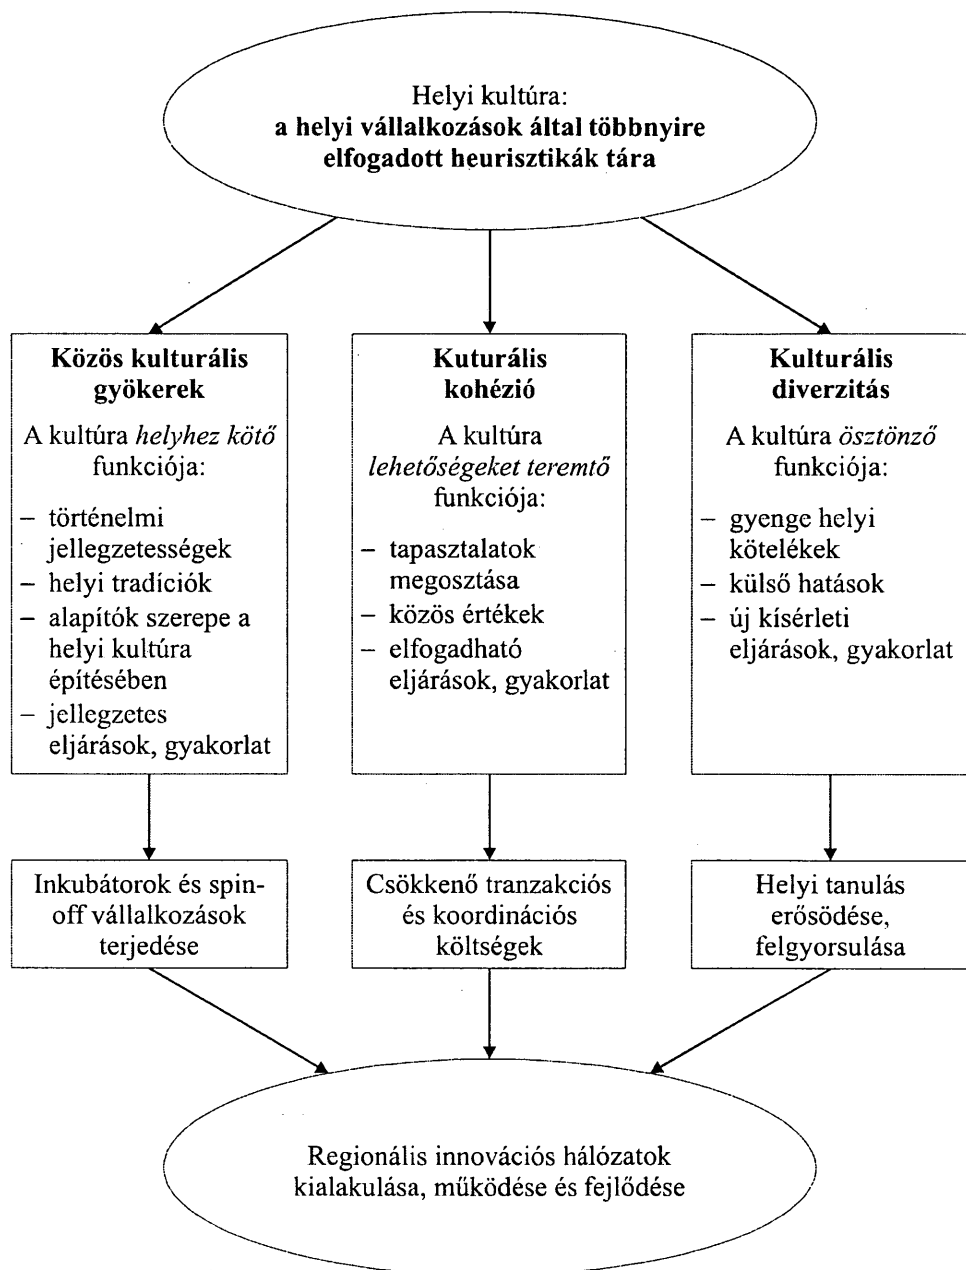 Helyi kultúra:
a helyi vállalkozások által többnyire
elfogadott heurisztikák tára
Közös kulturális
gyökerek
A kultúra helyhez kötő
funkciója:
– történelmi
jellegzetességek
– helyi tradíciók
– alapítók szerepe a
helyi kultúra
építésében
– jellegzetes
eljárások, gyakorlat
Kuturális
kohézió
A kultúra
lehetőségeket teremtő
funkciója:
– tapasztalatok
megosztása
– közös értékek
– elfogadható
eljárások, gyakorlat
Kulturális
diverzitás
A kultúra ösztönző
funkciója:
– gyenge helyi
kötelékek
– külső hatások
– új kísérleti
eljárások, gyakorlat
Inkubátorok és spin-
off vállalkozások
terjedése
Csökkenő tranzakciós
és koordinációs
költségek
Helyi tanulás
erősödése,
felgyorsulása
Regionális innovációs hálózatok
kialakulása, működése és fejlődése